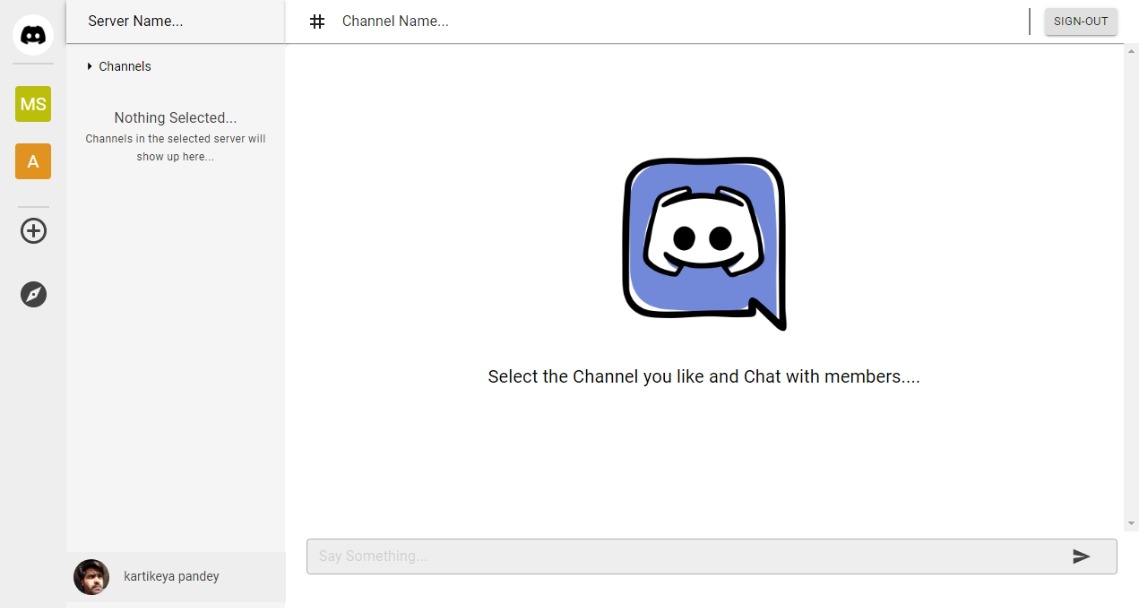 Server Name...
Channel Name...
SIGN-OUT
Channels
MS
Nothing Selected...
Channels in the selected server will
show up here...
A
Select the Channel you like and Chat with members....
Say Something...
kartikeya pandey